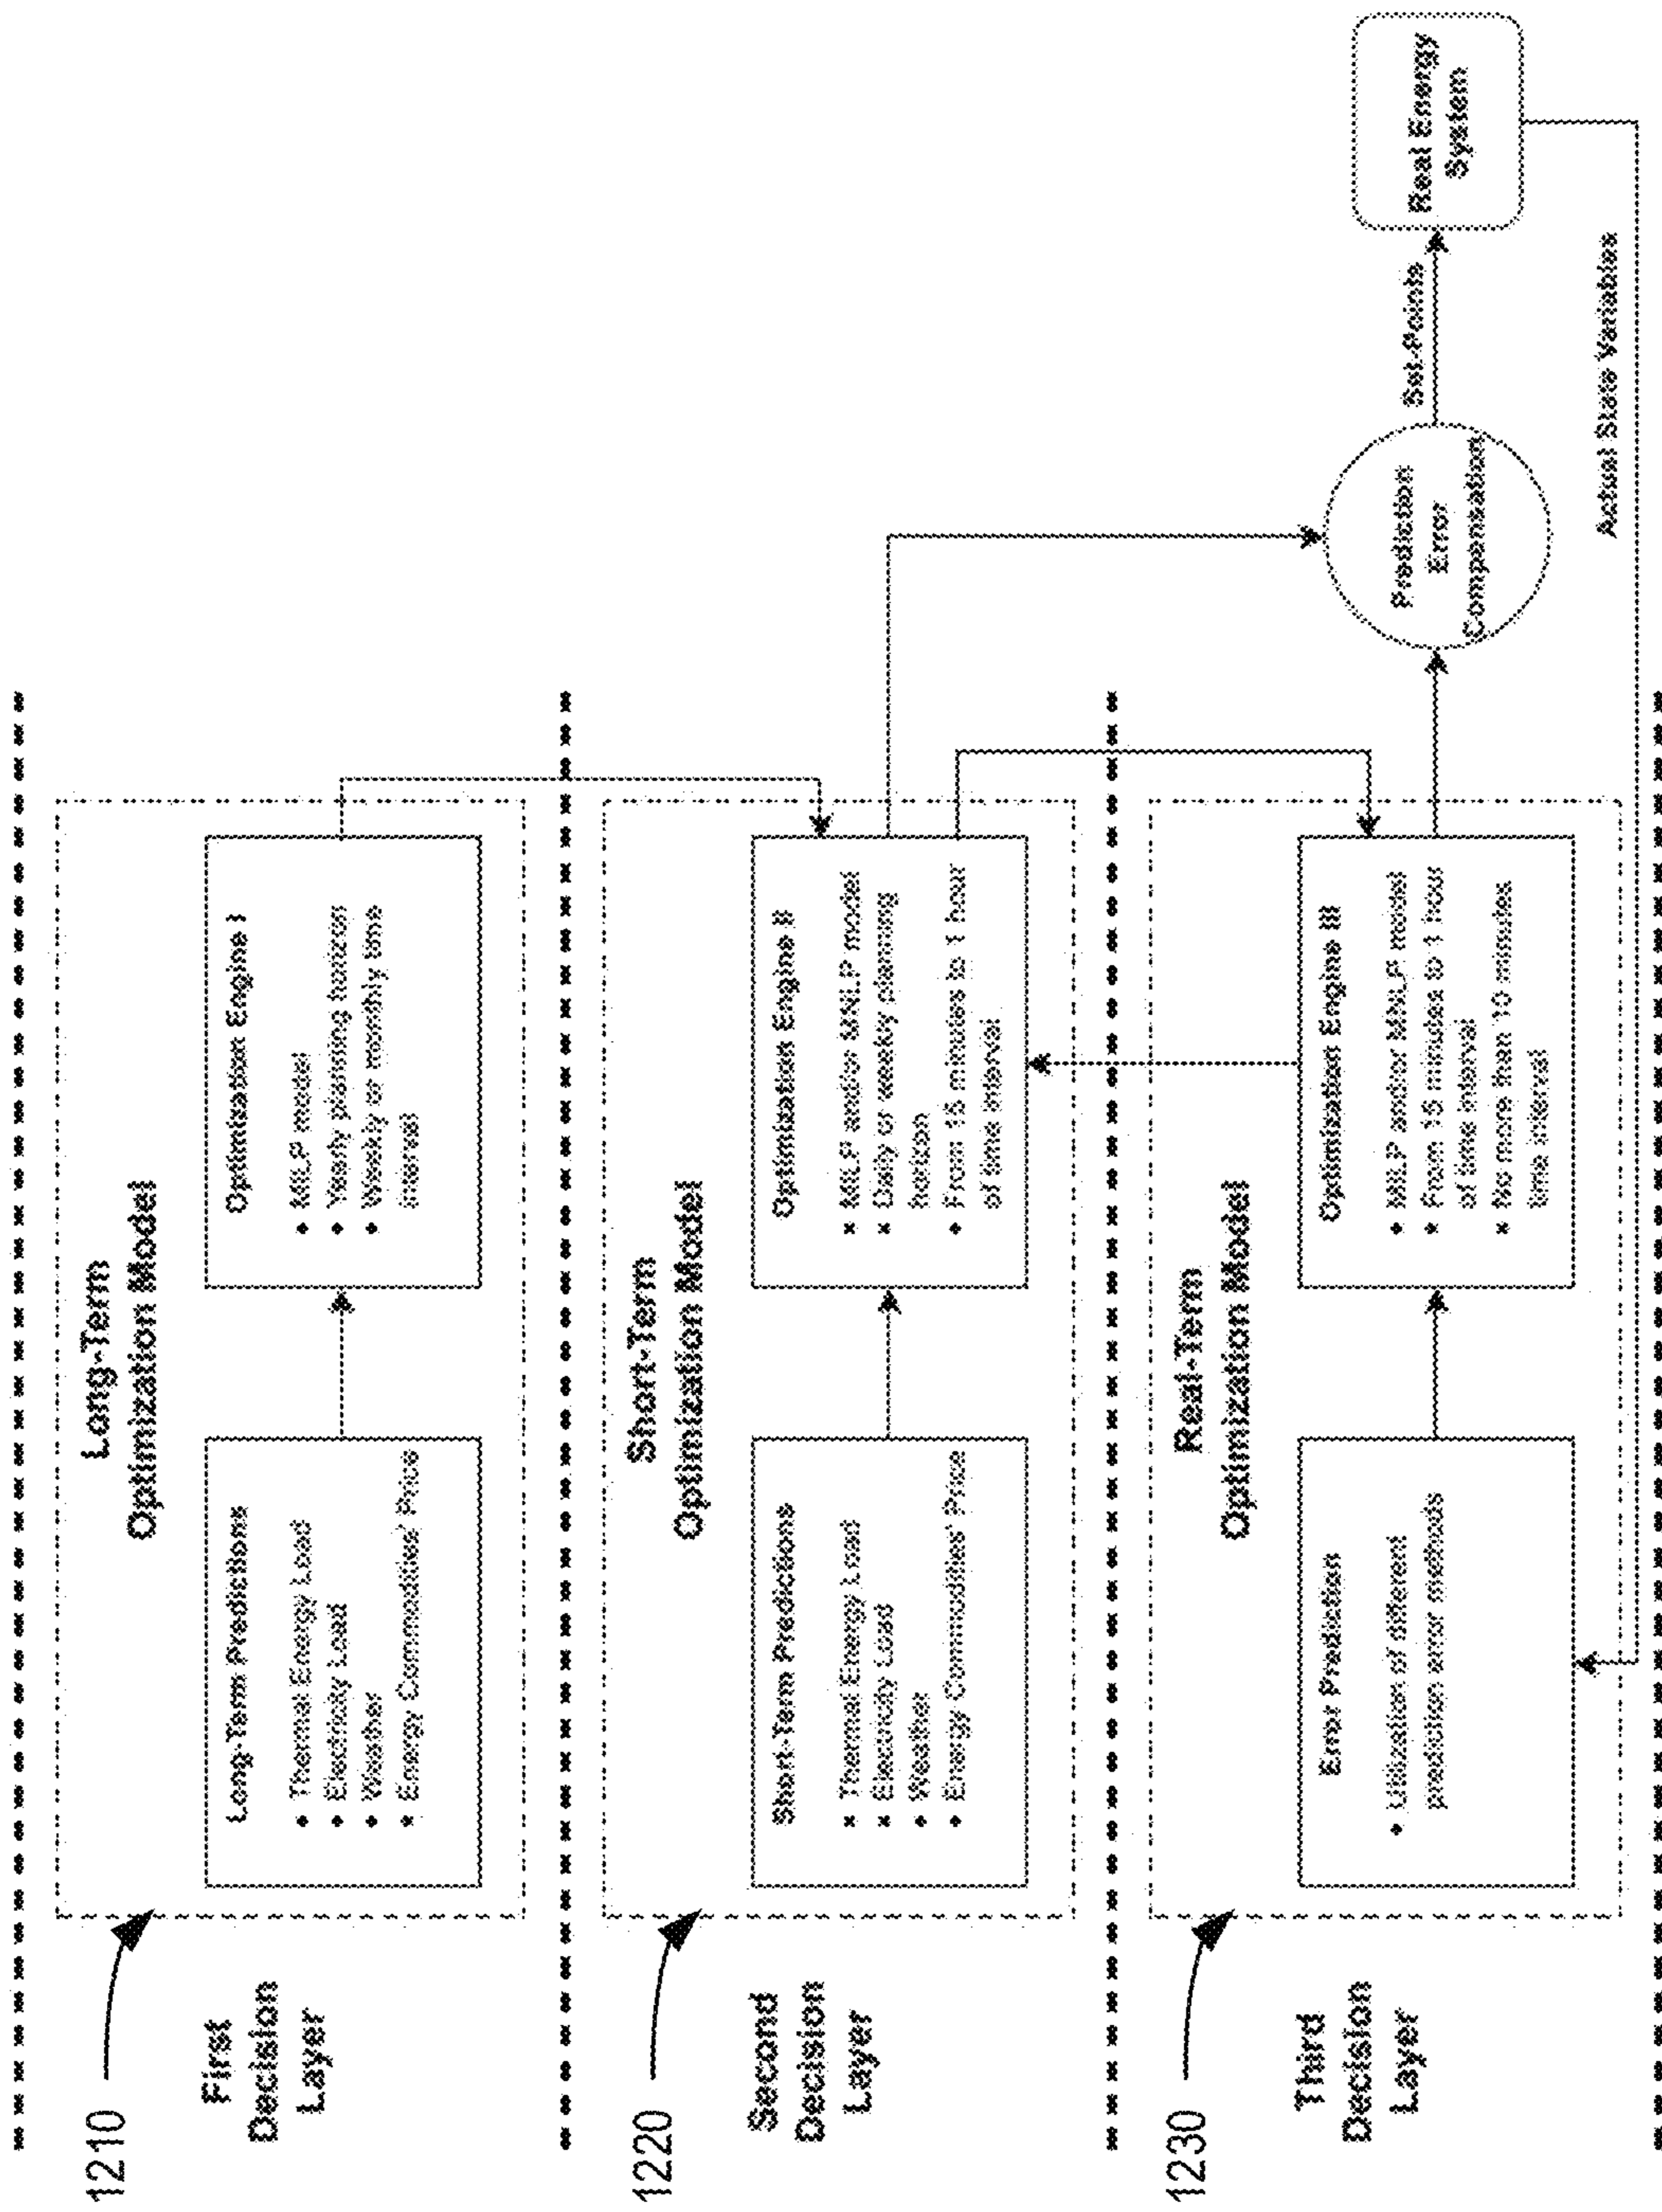 1210
First
Decision
Layer
Long-Term
Optimization Model
Long-Term Predictions
• Thermal Energy Load
• Electricity Load
• Weather
• Energy Commodities' Price
Optimization Engine I
• MILP model
• Yearly planning horizon
• Weekly or monthly time
interval
1220
Second
Decision
Layer
Short-Term
Optimization Model
Short-Term Predictions
• Thermal Energy Load
• Electricity Load
• Weather
• Energy Commodities' Price
Optimization Engine II
• MILP and/or MNLP model
• Daily or weekly planning
horizon
• From 15 minutes to 1 hour
of time interval
1230
Third
Decision
Layer
Real-Term
Optimization Model
Error Prediction
• Utilization of different
prediction error methods
Optimization Engine III
• MILP and/or MNLP model
• From 15 minutes to 1 hour
of time interval
• No more than 10 minutes
time interval
Prediction
Error
Compensation
Set-Points
Real Energy
System
Actual State Variables